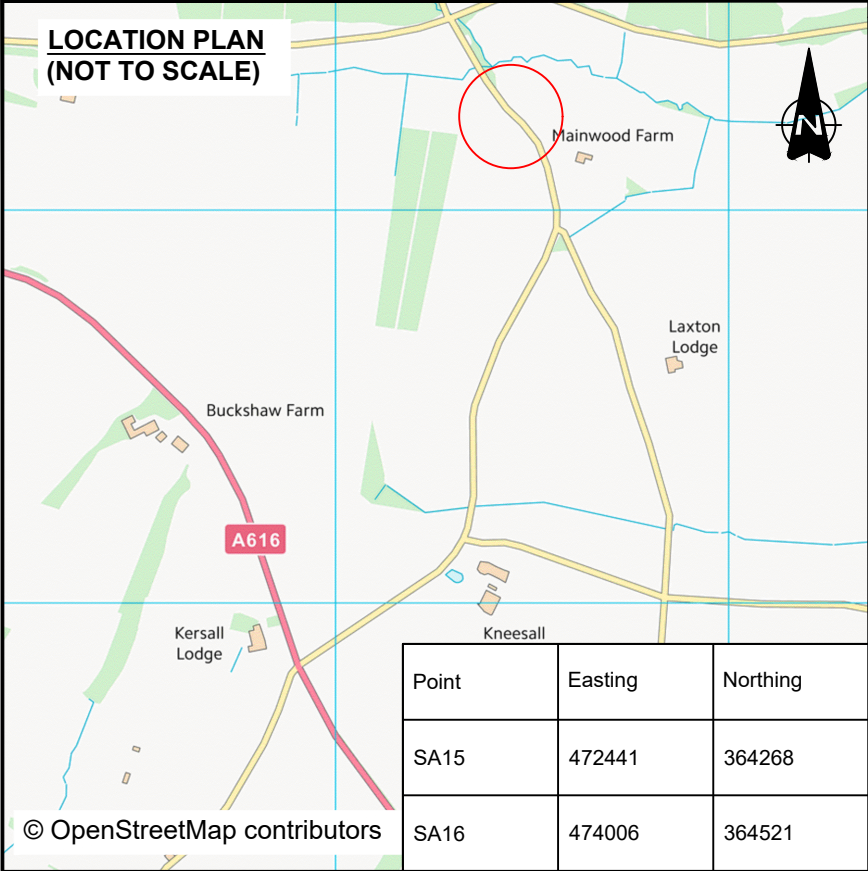 LOCATION PLAN
(NOT TO SCALE)
N
Mainwood Farm
Laxton
Lodge
Buckshaw Farm
A616
Kersall
Lodge
Kneesall
Point Easting Northing
SA15 472441 364268
SA16 474006 364521
© OpenStreetMap contributors